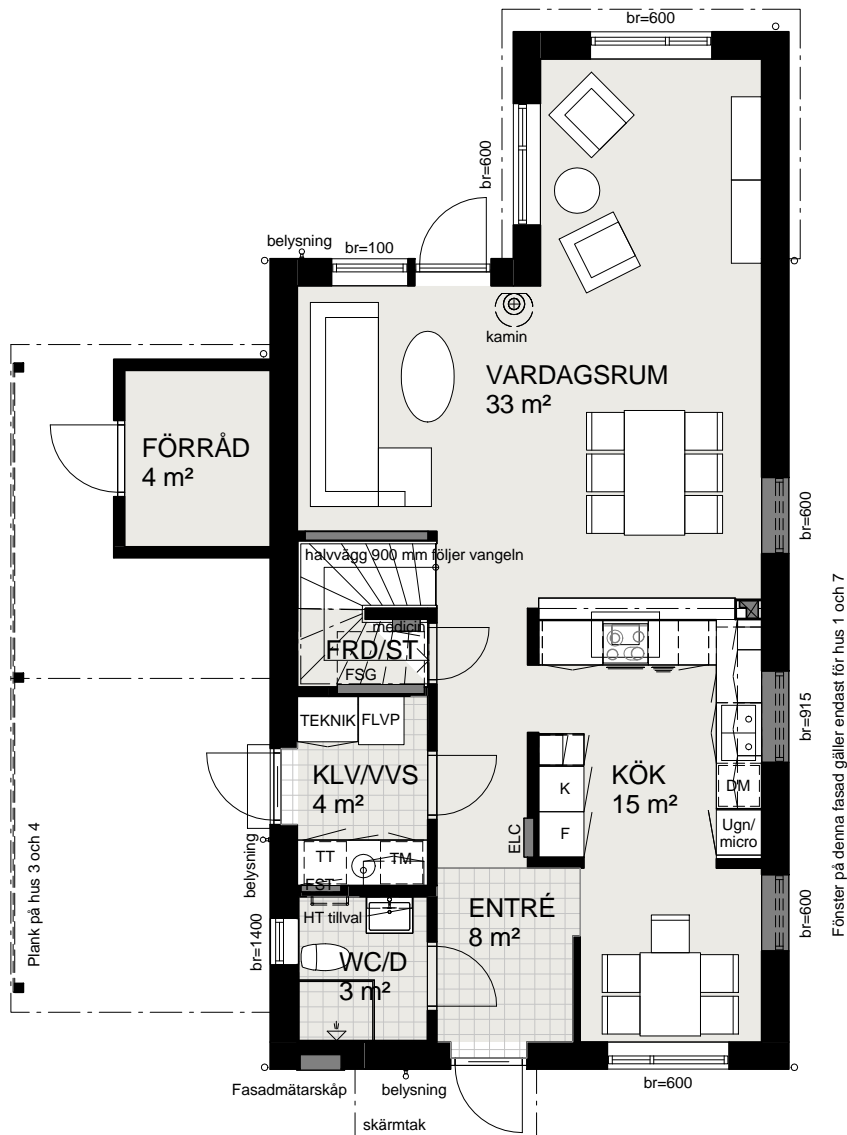 br=600
br=600
belysning
br=100
kamin
VARDAGSRUM
33 m²
FÖRRÅD
4 m²
br=600
halvvägg 900 mm följer vangeln
medicin
FRD/ST
FSG
TEKNIK
FLVP
KLV/VVS
4 m²
KÖK
15 m²
br=915
Fönster på denna fasad gäller endast för hus 1 och 7
K
F
DM
Ugn/
micro
ELC
TT
TM
FST
belysning
Plank på hus 3 och 4
HT tillval
br=1400
WC/D
3 m²
ENTRÉ
8 m²
br=600
Fasadmätarskåp
belysning
br=600
skärmtak